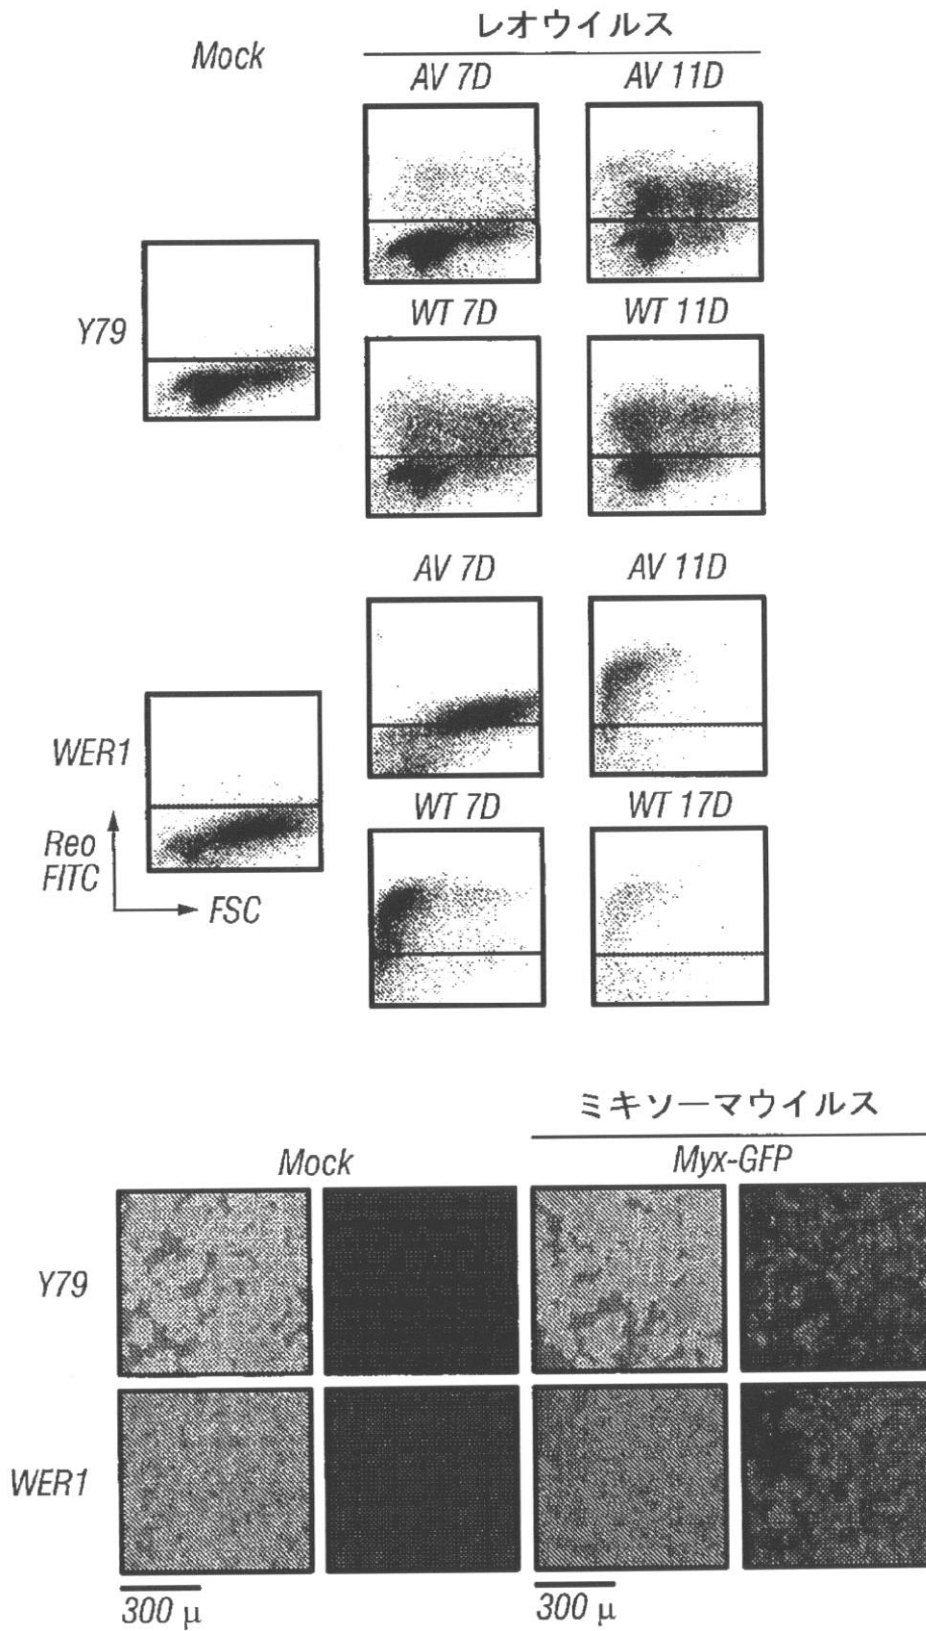 レオウイルス
Mock
AV 7D
AV 11D
Y79
WT 7D
WT 11D
AV 7D
AV 11D
WER1
WT 7D
WT 17D
Reo
FITC
FSC
ミキソーマウイルス
Mock
Myx-GFP
Y79
WER1
300 µ
300 µ